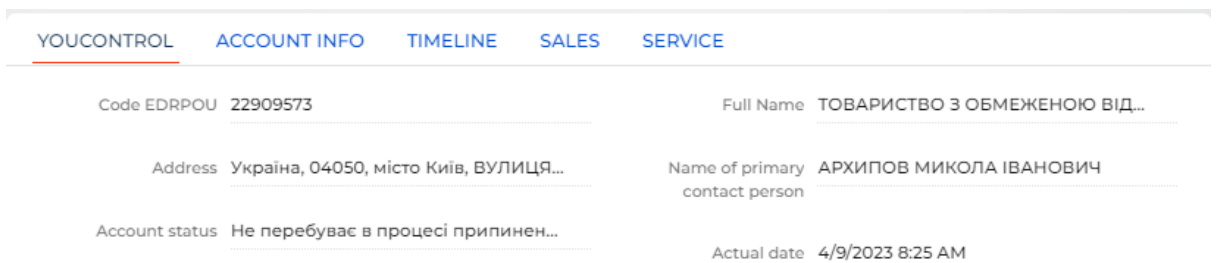 YOUCONTROL ACCOUNT INFO TIMELINE SALES SERVICE
Code EDRPOU 22909573
Full Name ТОВАРИСТВО З ОБМЕЖЕНОЮ ВІД...
Address Україна, 04050, місто Київ, ВУЛИЦЯ...
Name of primary АРХИПОВ МИКОЛА ІВАНОВИЧ
contact person
Account status Не перебуває в процесі припинен...
Actual date 4/9/2023 8:25 AM